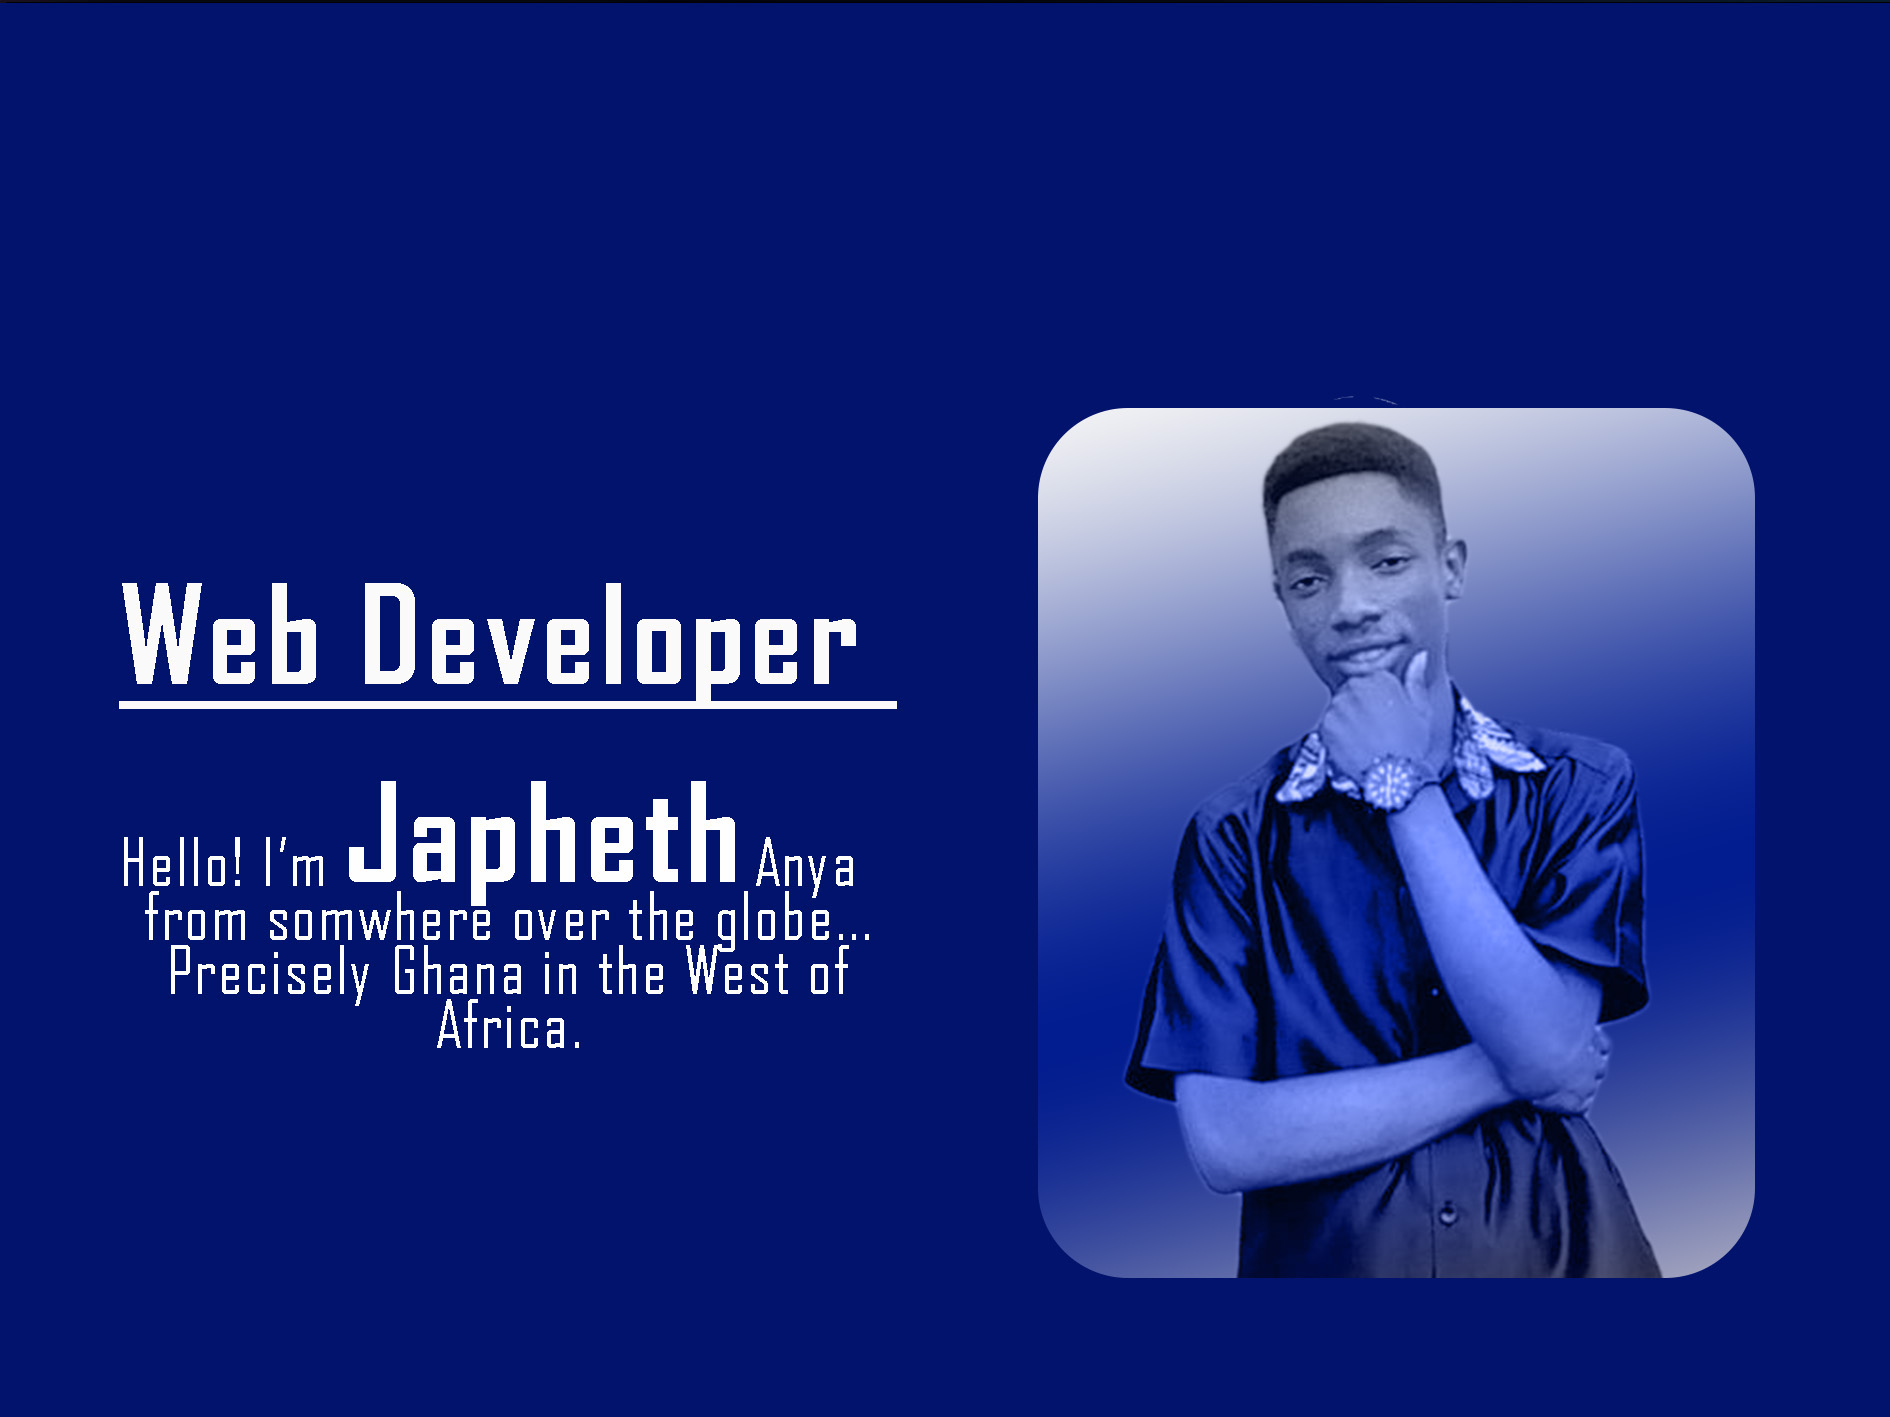 Web Developer
Hello! I'm Japheth Anya
from somwhere over the globe...
Precisely Ghana in the West of
Africa.